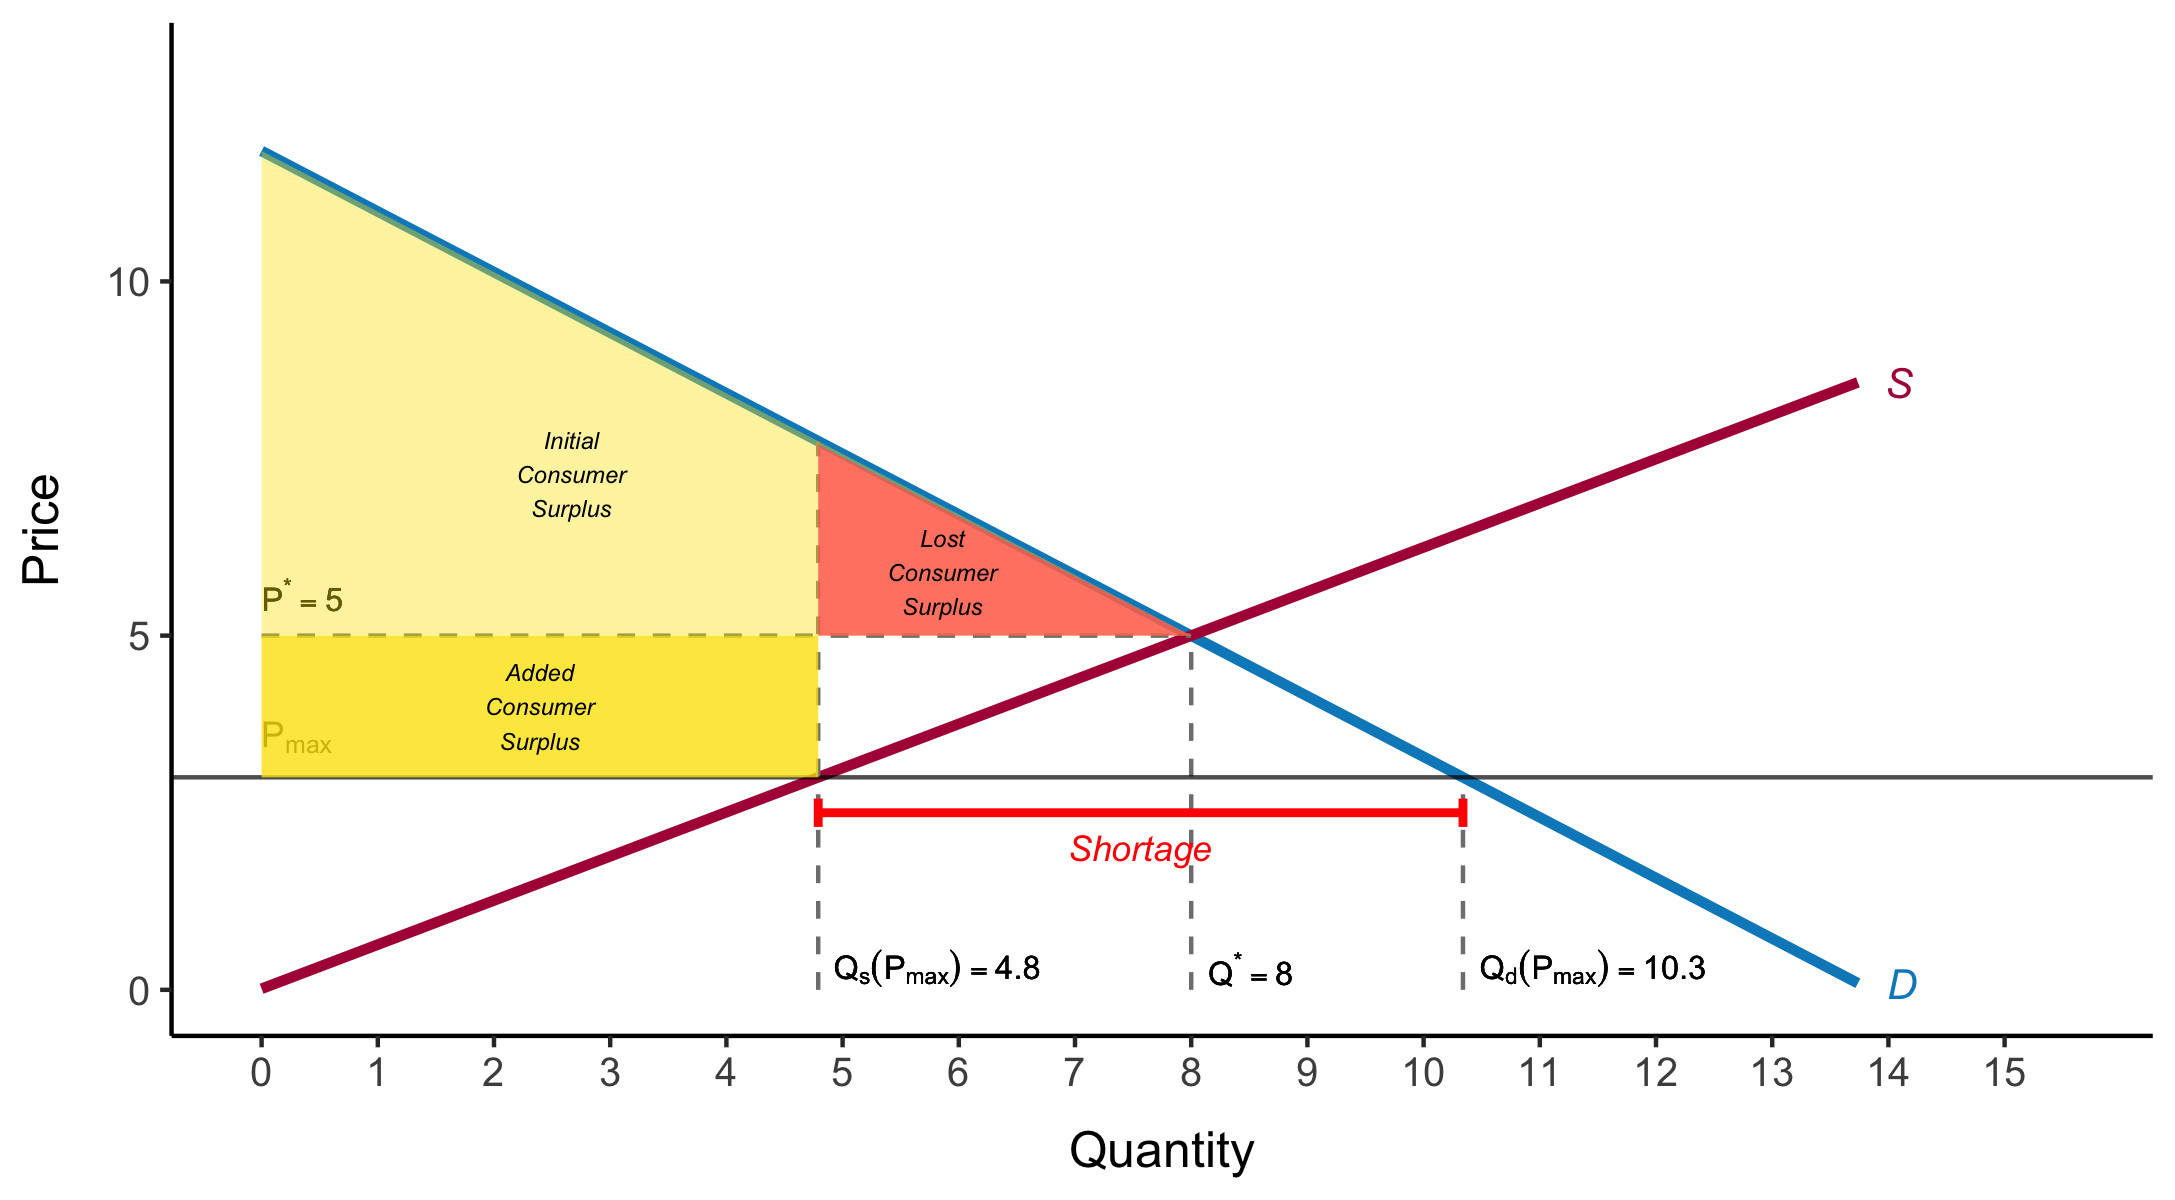 10
S
Initial
Consumer
Surplus
Lost
Consumer
Surplus
Price
P* = 5
5
Added
Consumer
Surplus
Pmax
Shortage
Qs(Pmax) = 4.8
Q* = 8
Qd(Pmax) = 10.3
D
0
0 1 2 3 4 5 6 7 8 9 10 11 12 13 14 15
Quantity